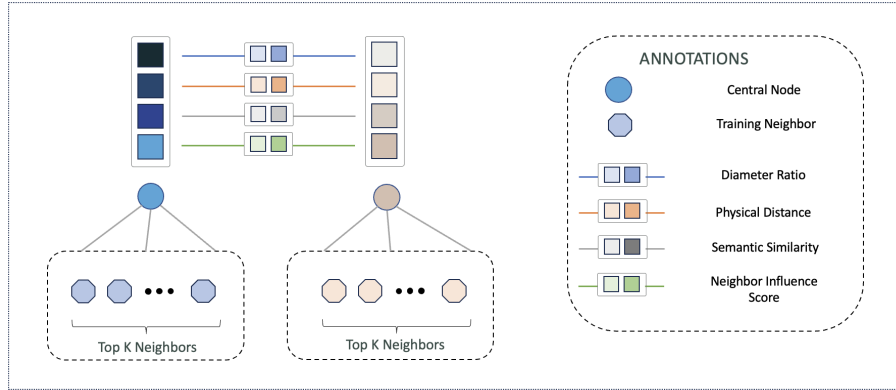 ANNOTATIONS
Central Node
Training Neighbor
Diameter Ratio
Physical Distance
Semantic Similarity
Neighbor Influence
Score
Top K Neighbors
Top K Neighbors